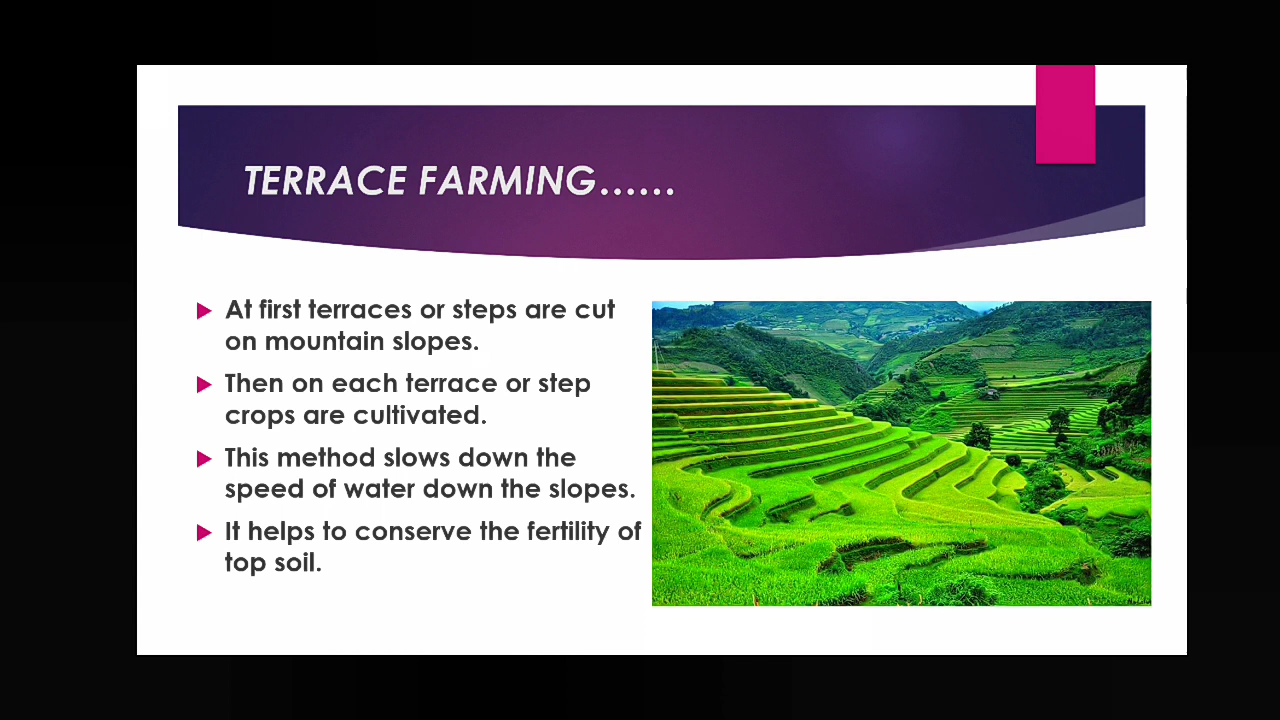 TERRACE FARMING......
At first terraces or steps are cut
on mountain slopes.
Then on each terrace or step
crops are cultivated.
This method slows down the
speed of water down the slopes.
It helps to conserve the fertility of
top soil.